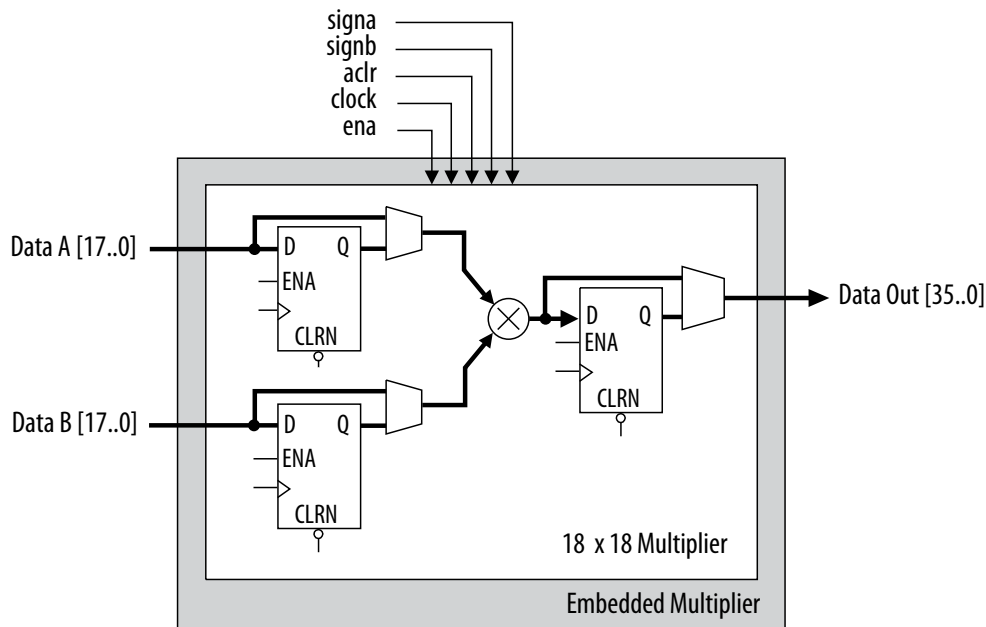 signa
signb
aclr
clock
ena
Data A [17..0]
D Q
ENA
CLRN
Data B [17..0]
D Q
ENA
CLRN
D Q
ENA
CLRN
Data Out [35..0]
18 x 18 Multiplier
Embedded Multiplier